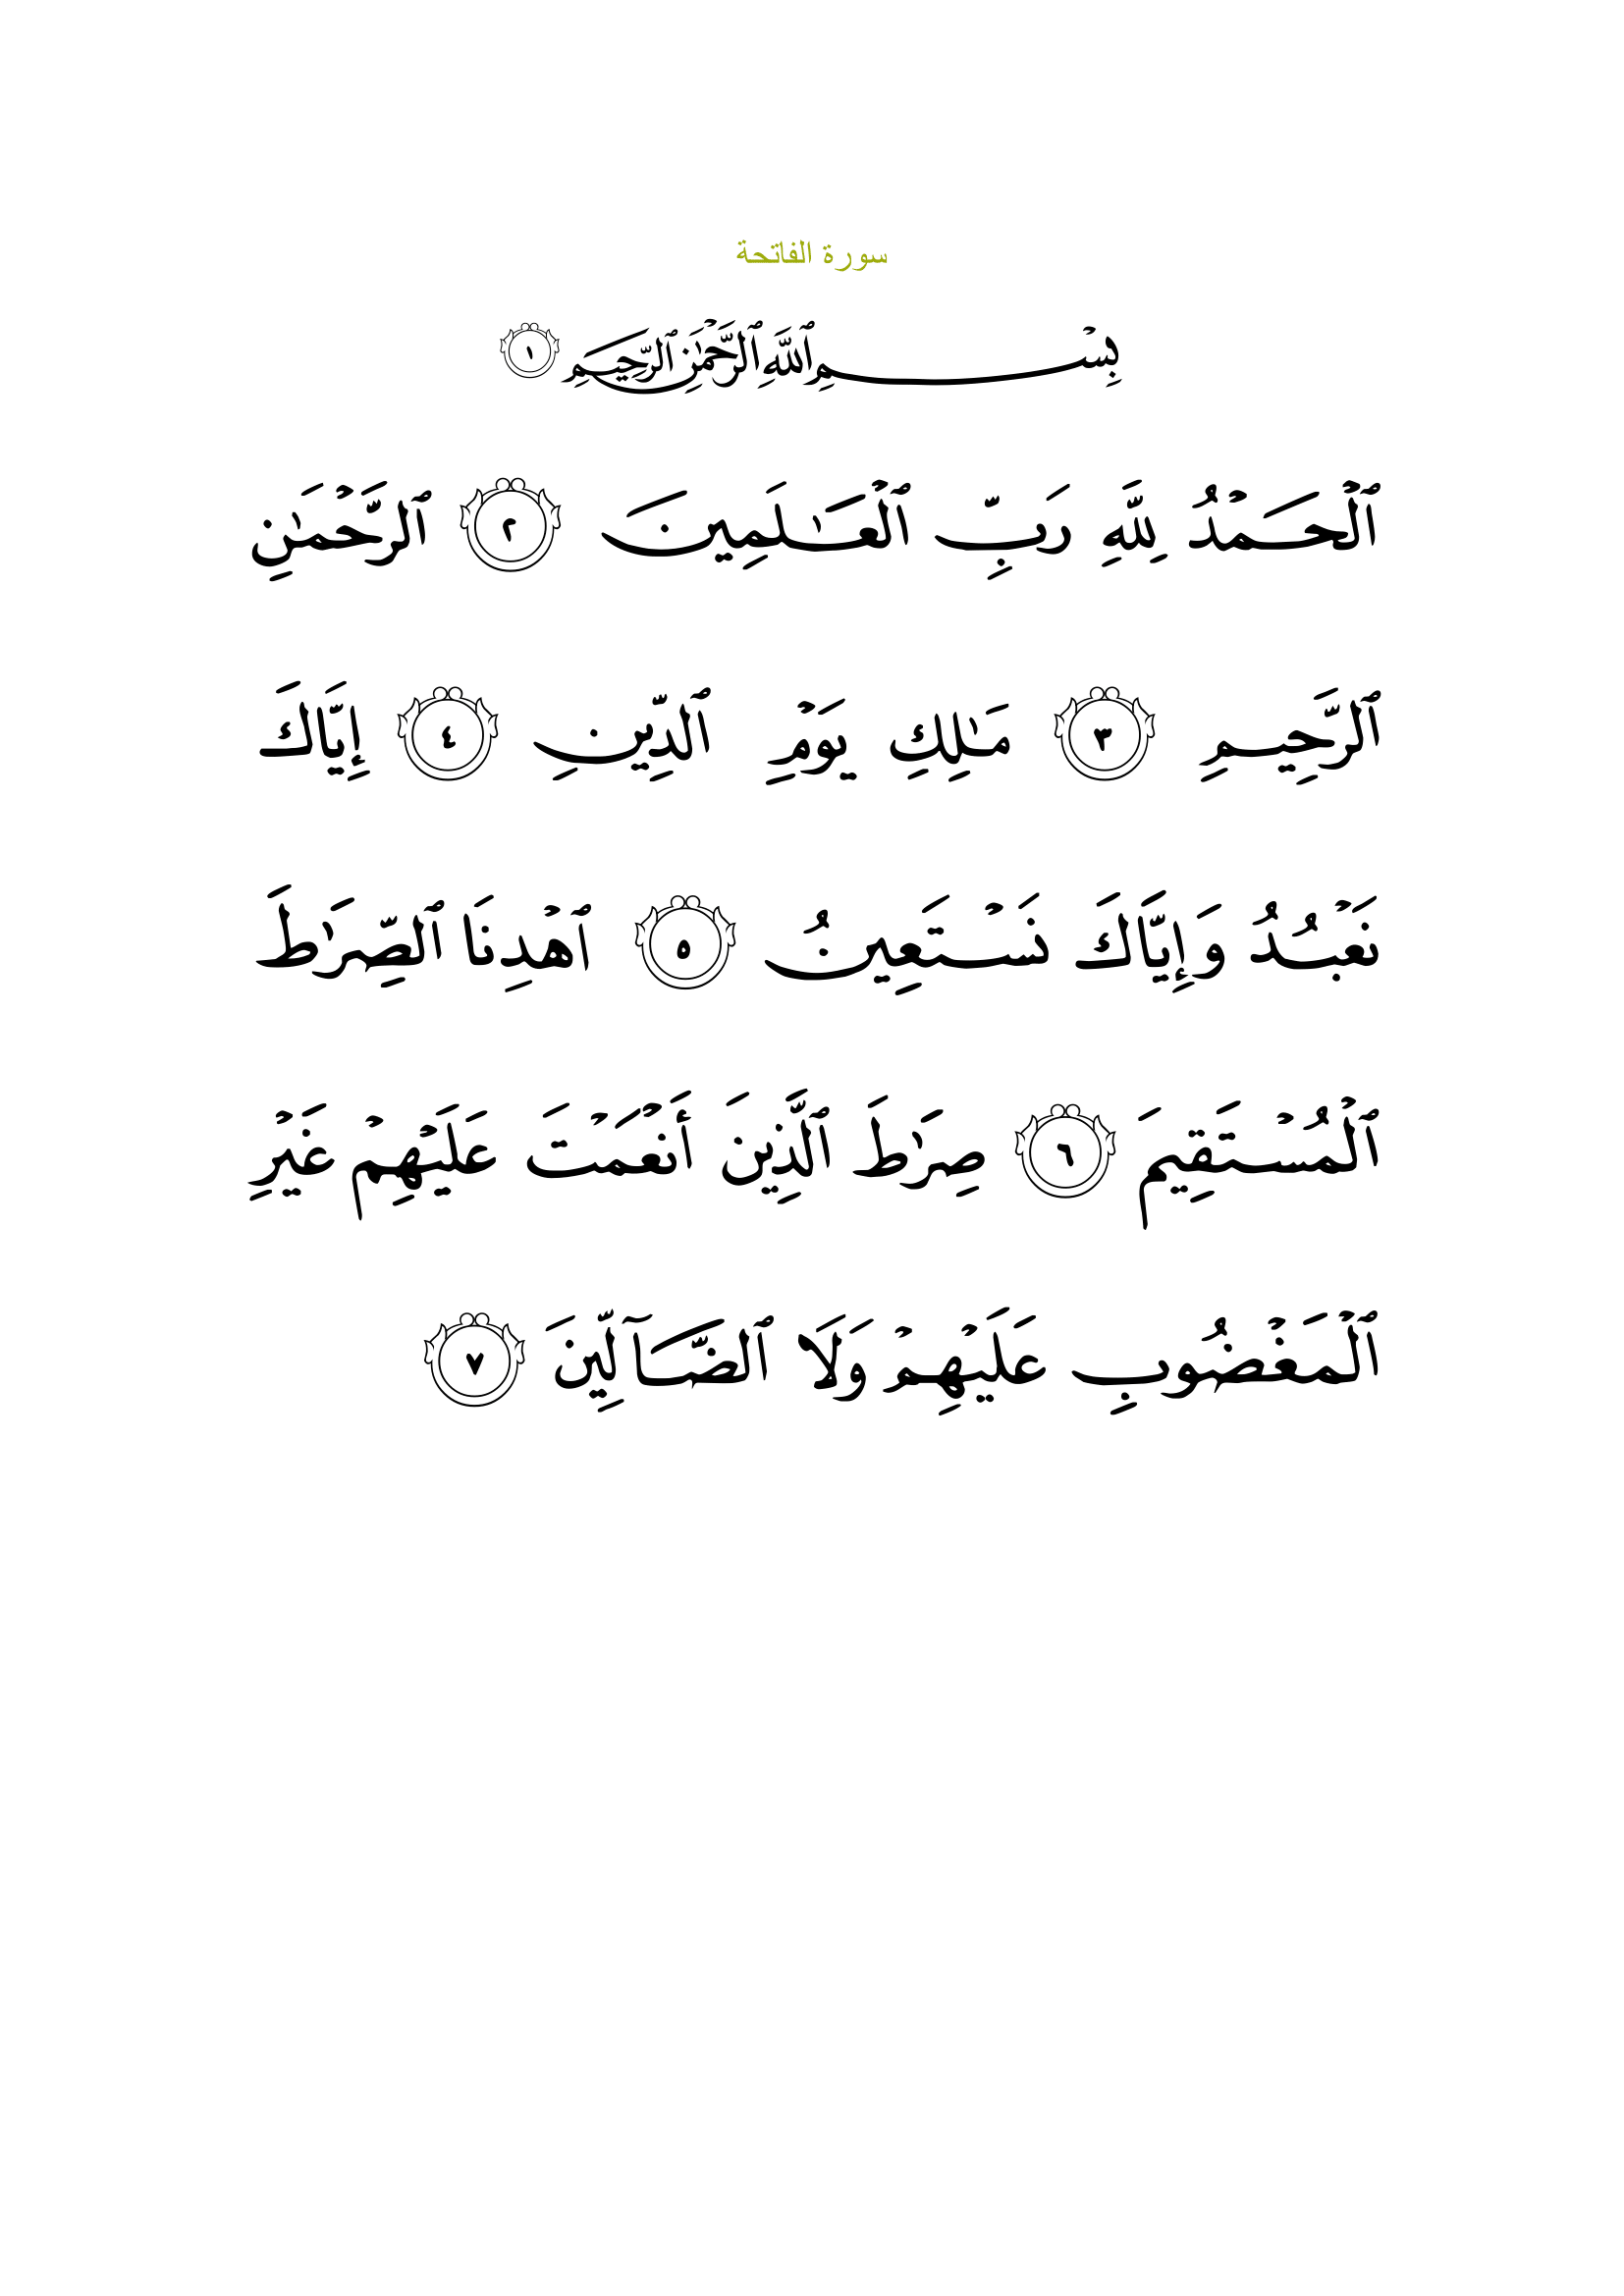 سورة الفاتحة
بِسْمِ ٱللَّهِ ٱلرَّحْمَٰنِ ٱلرَّحِيمِ ١
ٱلْحَمْدُ لِلَّهِ رَبِّ ٱلْعَـٰلَمِينَ ٢ ٱلرَّحْمَـٰنِ
ٱلرَّحِيمِ ٣ مَـٰلِكِ يَوْمِ ٱلدِّينِ ٤ إِيَّاكَ
نَعْبُدُ وَإِيَّاكَ نَسْتَعِينُ ٥ ٱهْدِنَا ٱلصِّرَٰطَ
ٱلْمُسْتَقِيمَ ٦ صِرَٰطَ ٱلَّذِينَ أَنْعَمْتَ عَلَيْهِمْ غَيْرِ
ٱلْمَغْضُوبِ عَلَيْهِمْ وَلَا ٱلضَّآلِّينَ ٧